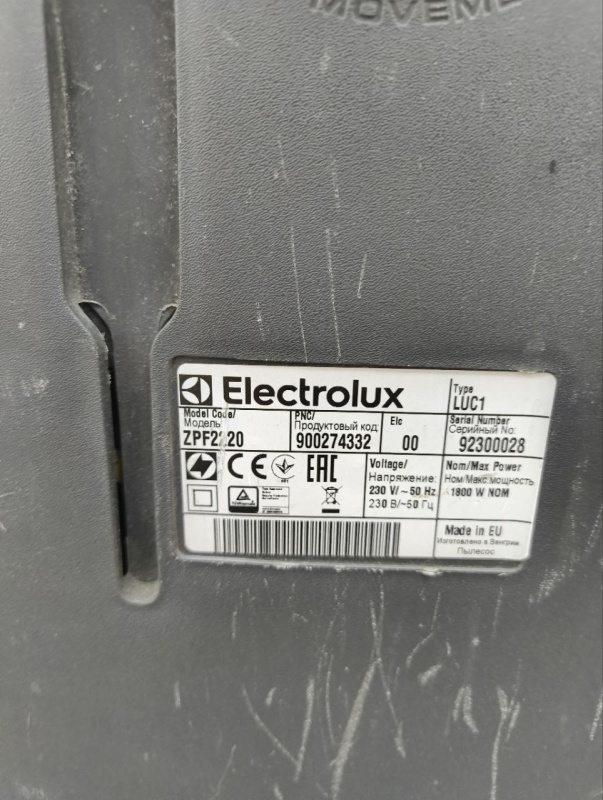 MOVEME
Electrolux
Type
LUC1
Model Code/
Модель
PNC/
Продуктовый код:
Elc
Serial Number
Серийный No:
900274332
00
92300028
CE
EAC
Voltage/
Напряжение:
230 V/~50 Hz
230 В/~50 Гц
Nom/Max Power
Ном/Макс.мощность
1800 W NOM
Made in EU
Изготовлено в Венгрии
Пылесос